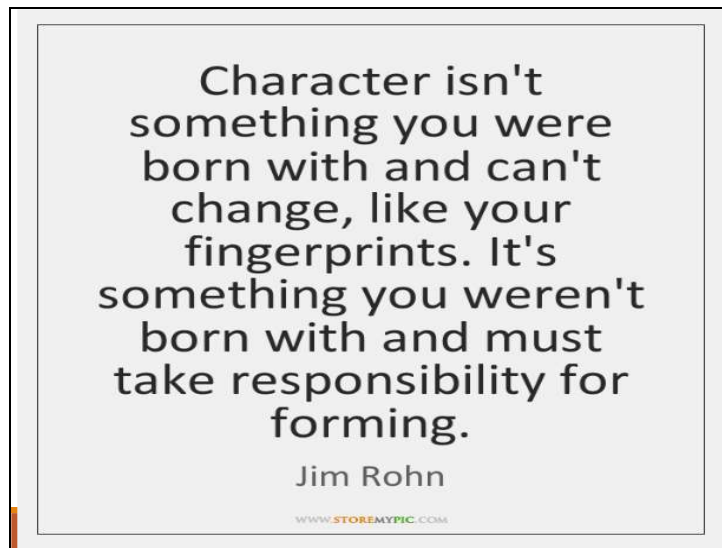 Character isn't
something you were
born with and can't
change, like your
fingerprints. It's
something you weren't
born with and must
take responsibility for
forming.
Jim Rohn
WWW.STOREMYPIC.COM